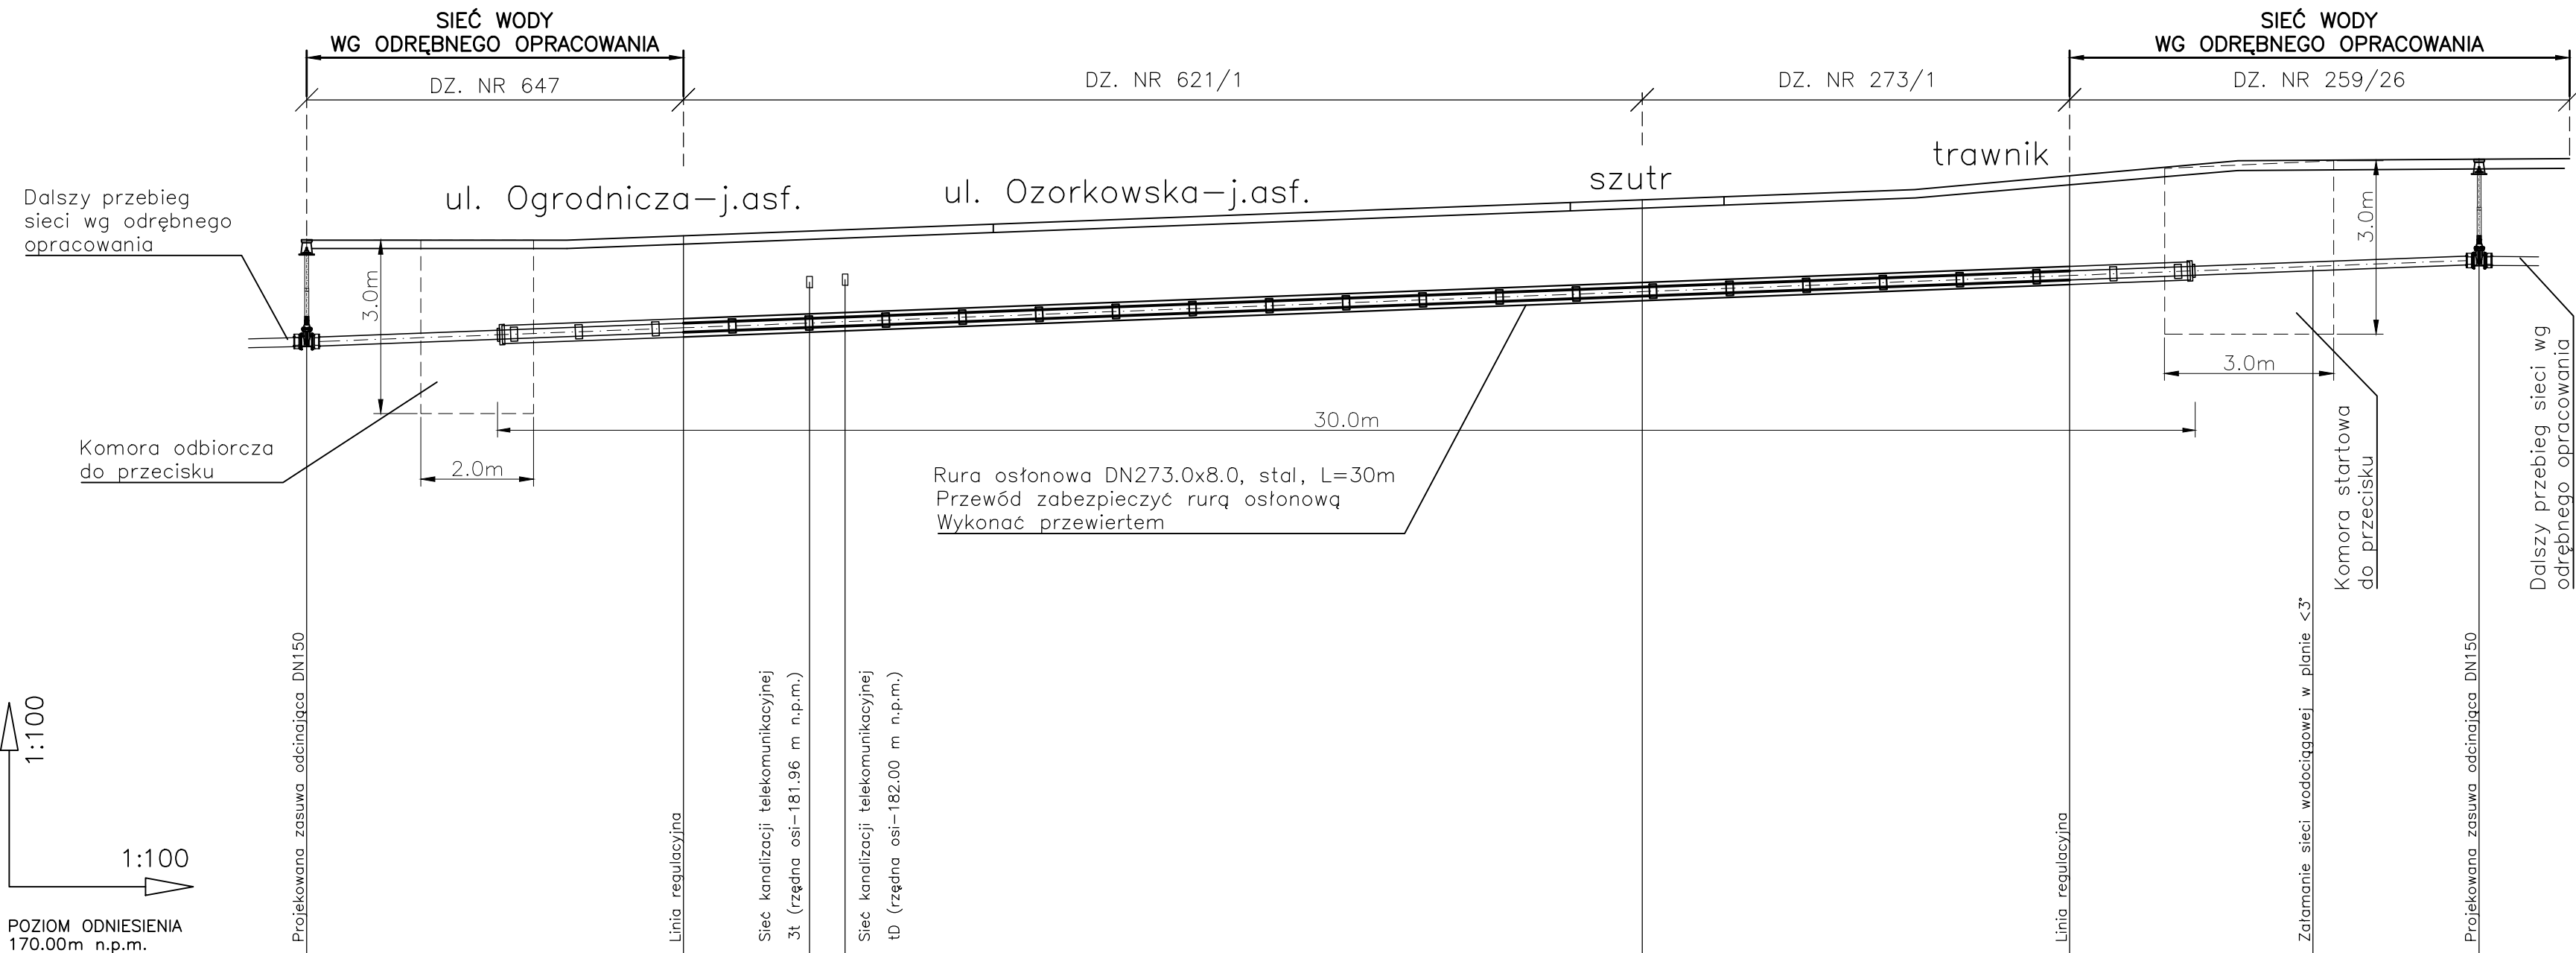 SIEĆ WODY
WG ODRĘBNEGO OPRACOWANIA
SIEĆ WODY
WG ODRĘBNEGO OPRACOWANIA
DZ. NR 647
DZ. NR 621/1
DZ. NR 273/1
DZ. NR 259/26
trawnik
szutr
ul. Ozorkowska-j.asf.
ul. Ogrodnicza-j.asf.
Dalszy przebieg
sieci wg odrębnego
opracowania
3.0m
3.0m
3.0m
30.0m
2.0m
Komora odbiorcza
do przecisku
Rura osłonowa DN273.0x8.0, stal, L=30m
Przewód zabezpieczyć rurą osłonową
Wykonać przewiertem
Komora startowa
do przecisku
Dalszy przebieg sieci wg
odrębnego opracowania
Projekowana zasuwa odcinająca DN150
Linia regulacyjna
Sieć kanalizacji telekomunikacyjnej
3t (rzędna osi-181.96 m n.p.m.)
Sieć kanalizacji telekomunikacyjnej
tD (rzędna osi-182.00 m n.p.m.)
Linia regulacyjna
Załamanie sieci wodociągowej w planie <3°
Projekowana zasuwa odcinająca DN150
1:100
1:100
POZIOM ODNIESIENIA
170.00m n.p.m.